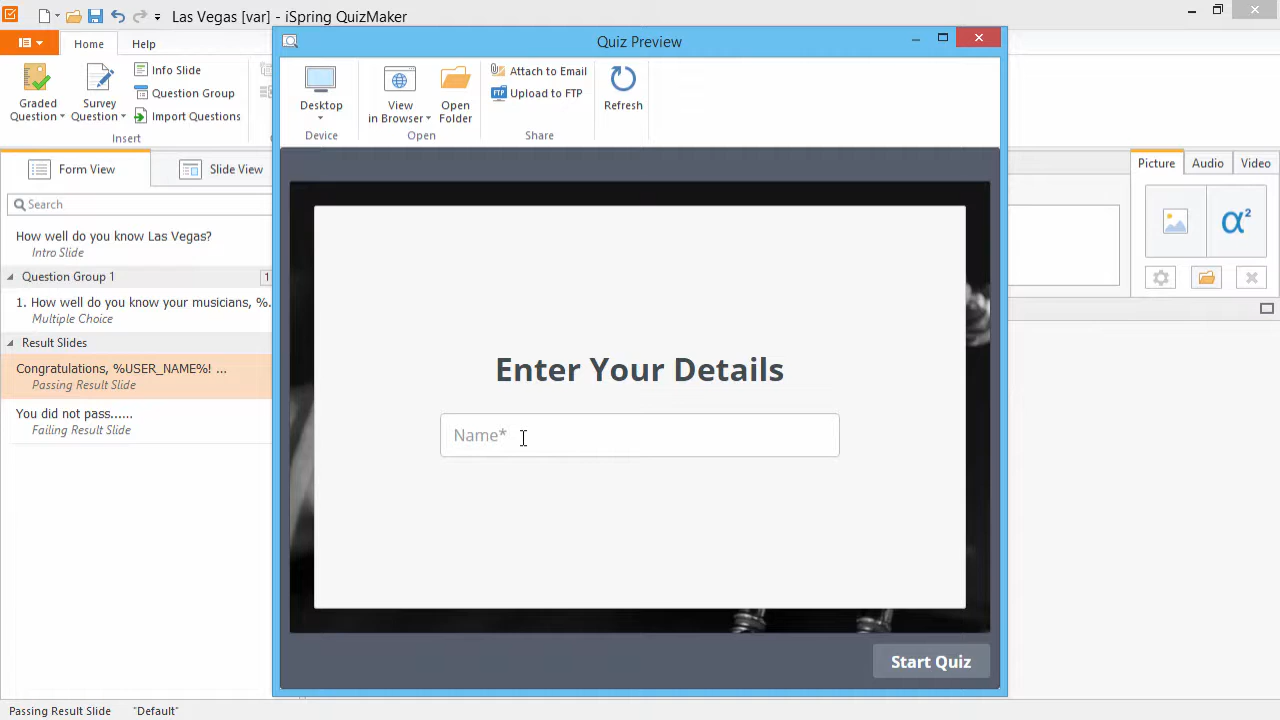 Las Vegas [var] - iSpring QuizMaker
Home
Help
Graded
Question
Survey
Question
Info Slide
Question Group
Import Questions
Insert
Form View
Slide View
Search
How well do you know Las Vegas?
Intro Slide
Question Group 1
1
1. How well do you know your musicians, %.
Multiple Choice
Result Slides
Congratulations, %USER_NAME%! ...
Passing Result Slide
You did not pass......
Failing Result Slide
Quiz Preview
Desktop
Device
View
in Browser
Open
Folder
Open
Attach to Email
FTP Upload to FTP
Share
Refresh
Enter Your Details
Name*
Start Quiz
Picture
Audio
Video
α²
Passing Result Slide
"Default"